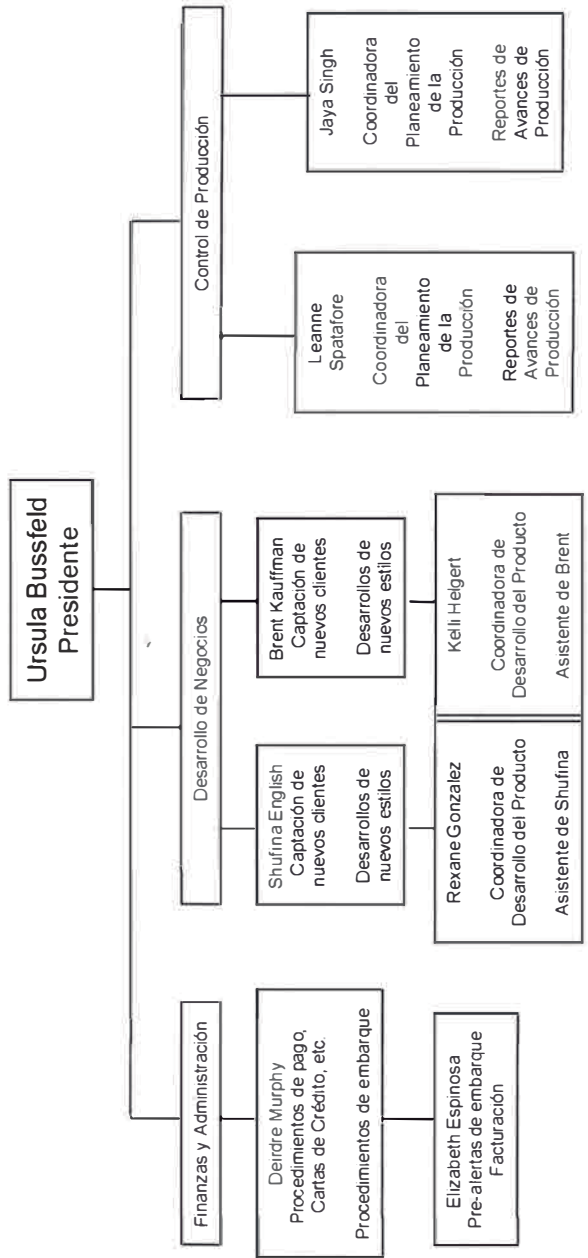 Ursula Bussfeld
Presidente
Finanzas y Administración
Desarrollo de Negocios
Control de Producción
Deirdre Murphy
Procedimientos de pago,
Cartas de Crédito, etc.
Procedimientos de embarque
Elizabeth Espinosa
Pre-alertas de embarque
Facturación
Shufina English
Captación de
nuevos clientes
Desarrollos de
nuevos estilos
Brent Kauffman
Captación de
nuevos clientes
Desarrollos de
nuevos estilos
Rexane Gonzalez
Coordinadora de
Desarrollo del Producto
Asistente de Shufina
Kelli Helgert
Coordinadora de
Desarrollo del Producto
Asistente de Brent
Leanne
Spatafore
Coordinadora
del
Planeamiento
de la
Producción
Reportes de
Avances de
Producción
Jaya Singh
Coordinadora
del
Planeamiento
de la
Producción
Reportes de
Avances de
Producción